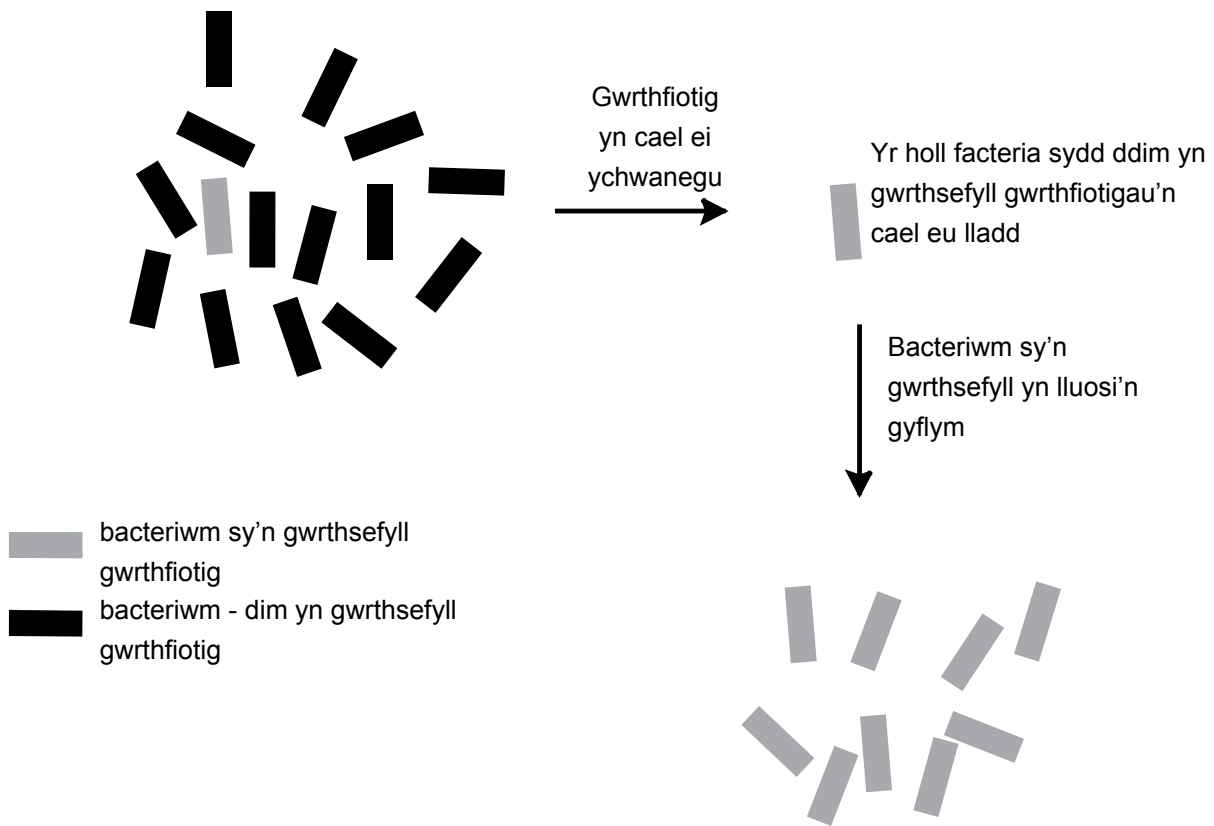 Gwrthfiotig
yn cael ei
ychwanegu
Yr holl facteria sydd ddim yn
gwrthsefyll gwrthfiotigau’n
cael eu lladd
Bacteriwm sy’n
gwrthsefyll yn lluosi’n
gyflym
bacteriwm sy’n gwrthsefyll
gwrthfiotig
bacteriwm - dim yn gwrthsefyll
gwrthfiotig